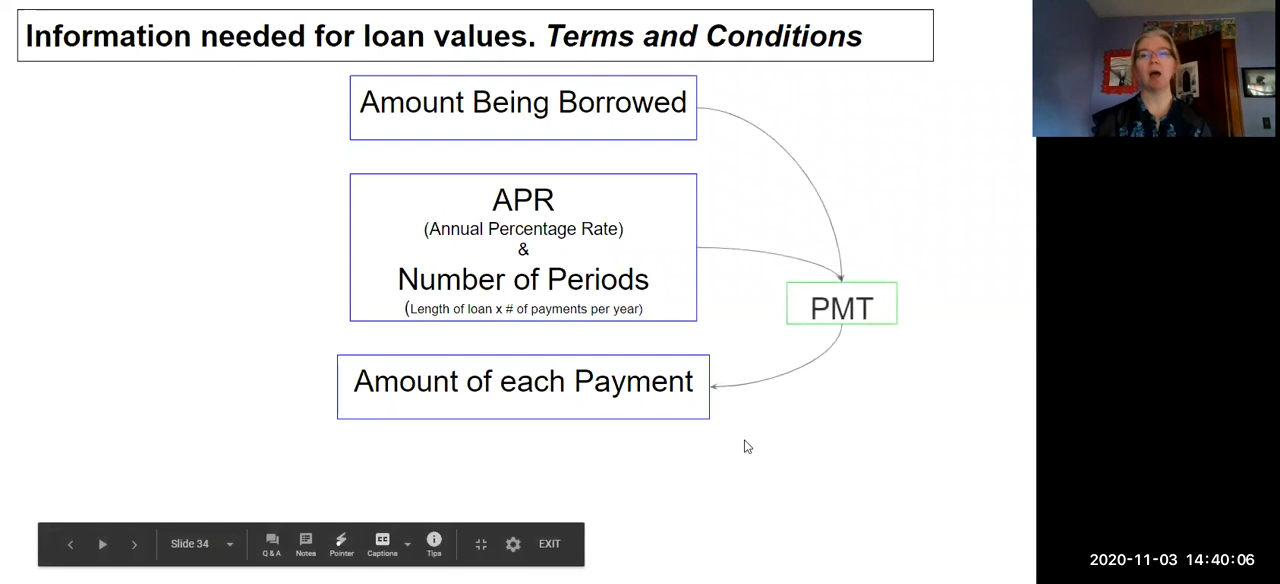 Information needed for loan values. Terms and Conditions
Amount Being Borrowed
APR
(Annual Percentage Rate)
&
Number of Periods
(Length of loan x # of payments per year)
PMT
Amount of each Payment
Slide 34
Q & A
Notes
Pointer
CC
Captions
Tips
EXIT
2020-11-03 14:40:06